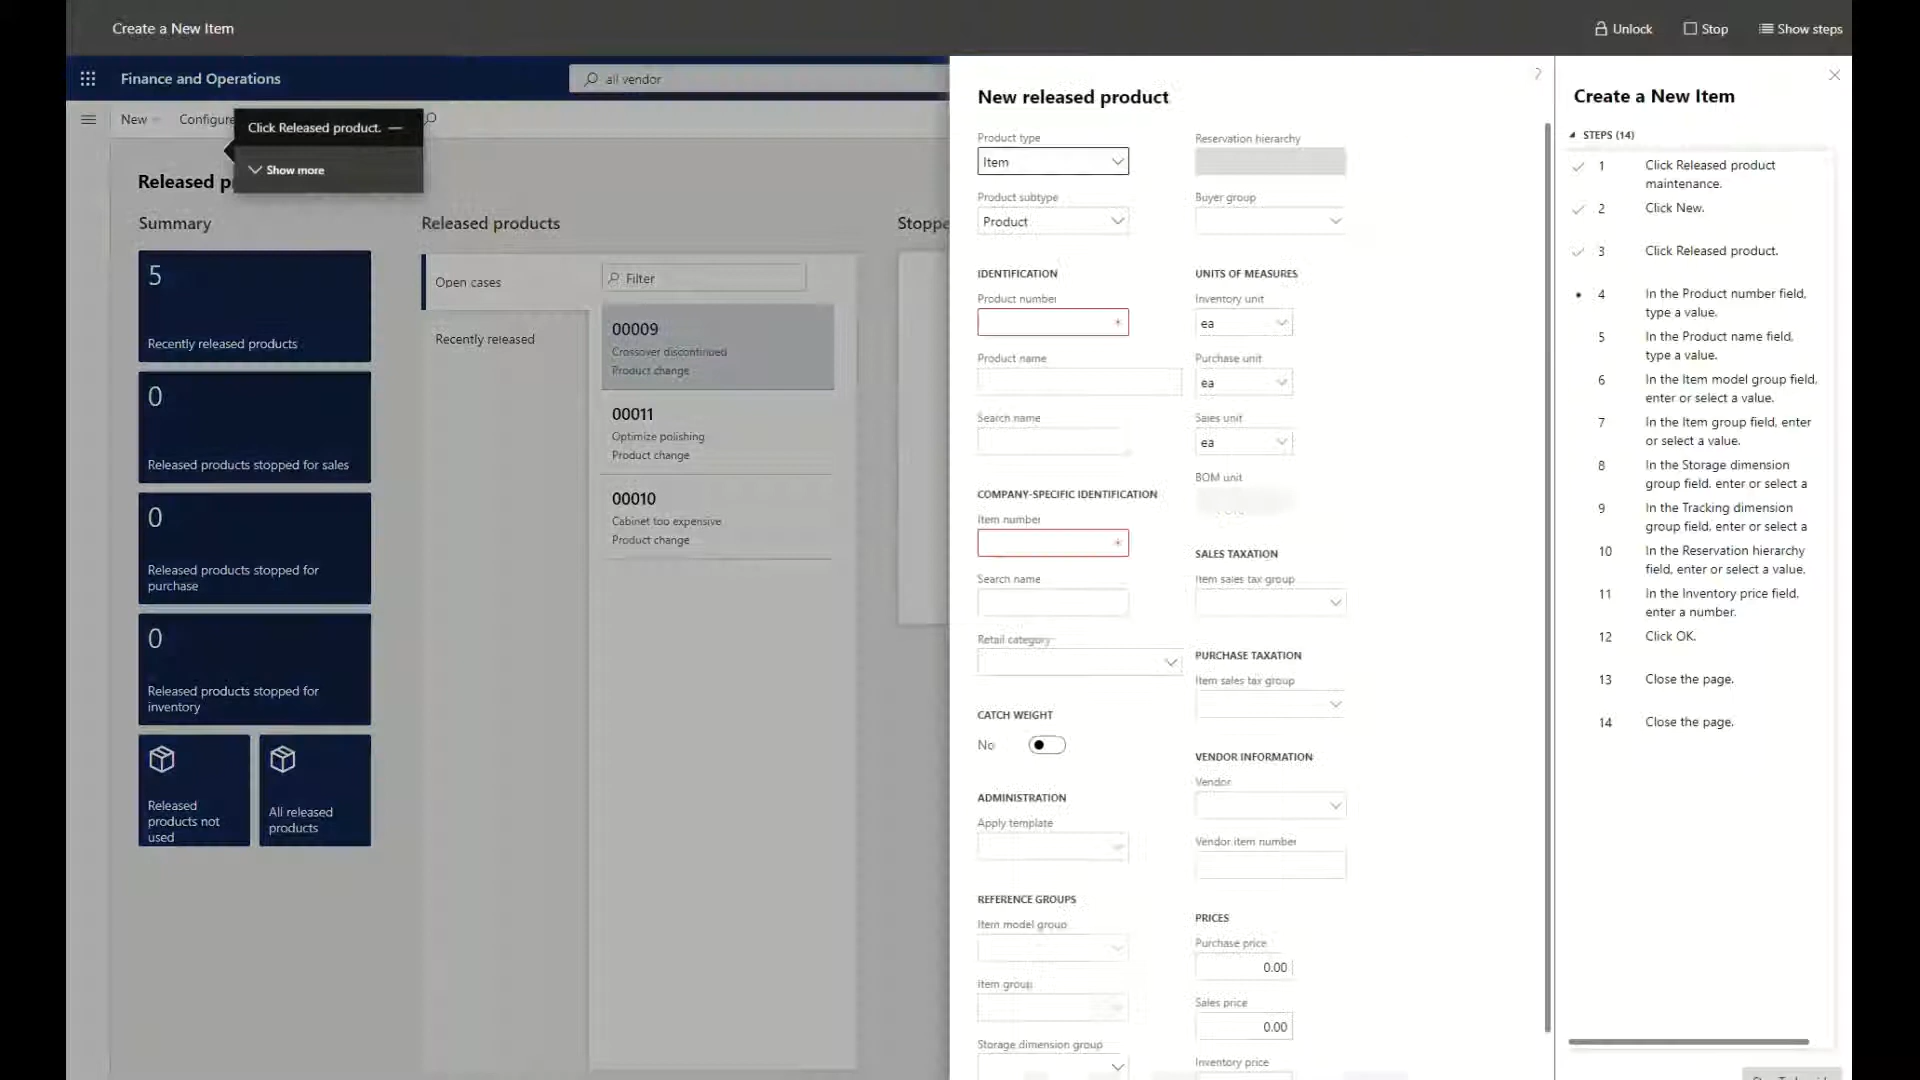 Create a New Item
Unlock
Stop
Show steps
Finance and Operations
all vendor
New
Configure
Click Released product.
Show more
Released p
Summary
5
Recently released products
0
Released products stopped for sales
0
Released products stopped for
purchase
0
Released products stopped for
inventory
Released
products not
used
All released
products
Released products
Open cases
Recently released
Filter
00009
Crossover discontinued
Product change
00011
Optimize polishing
Product change
00010
Cabinet too expensive
Product change
Stoppe
New released product
?
Product type
Item
Product subtype
Product
IDENTIFICATION
Product number
*
Product name
Search name
COMPANY-SPECIFIC IDENTIFICATION
Item number
*
Search name
Retail category
CATCH WEIGHT
No
ADMINISTRATION
Apply template
REFERENCE GROUPS
Item model group
Item group
Storage dimension group
Reservation hierarchy
Buyer group
UNITS OF MEASURES
Inventory unit
ea
Purchase unit
ea
Sales unit
ea
BOM unit
SALES TAXATION
Item sales tax group
PURCHASE TAXATION
Item sales tax group
VENDOR INFORMATION
Vendor
Vendor item number
PRICES
Purchase price
0.00
Sales price
0.00
Inventory price
Create a New Item
STEPS (14)
1 Click Released product
maintenance.
2 Click New.
3 Click Released product.
4 In the Product number field,
type a value.
5 In the Product name field,
type a value.
6 In the Item model group field,
enter or select a value.
7 In the Item group field, enter
or select a value.
8 In the Storage dimension
group field, enter or select a
9 In the Tracking dimension
group field, enter or select a
10 In the Reservation hierarchy
field, enter or select a value.
11 In the Inventory price field,
enter a number.
12 Click OK.
13 Close the page.
14 Close the page.